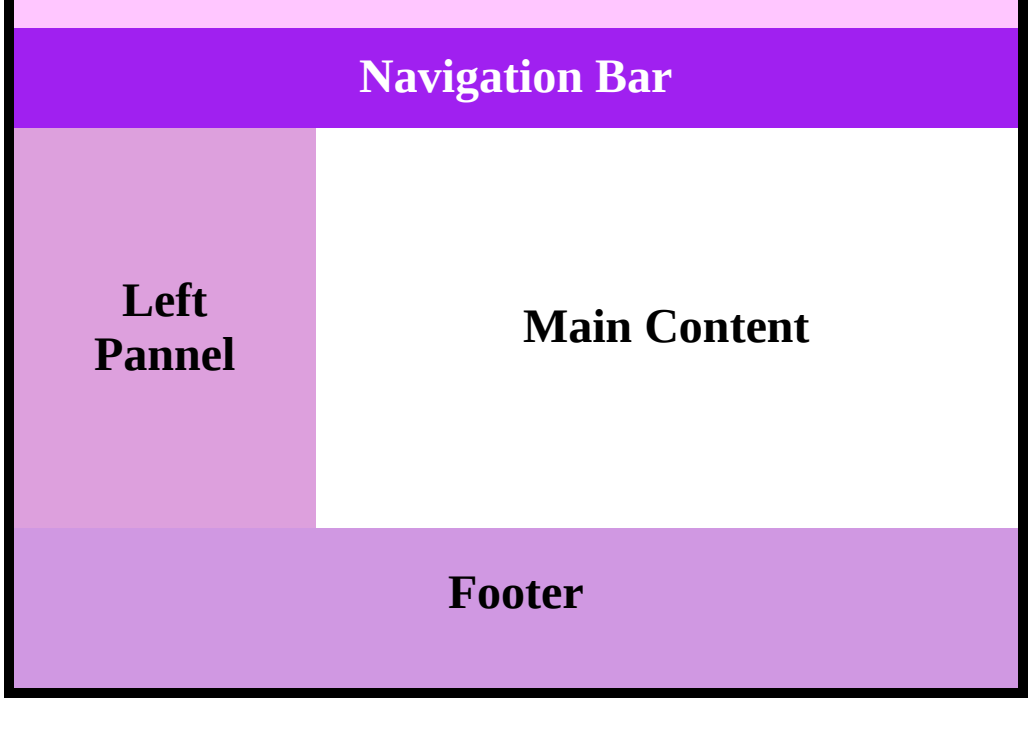 Navigation Bar
Left
Pannel
Main Content
Footer